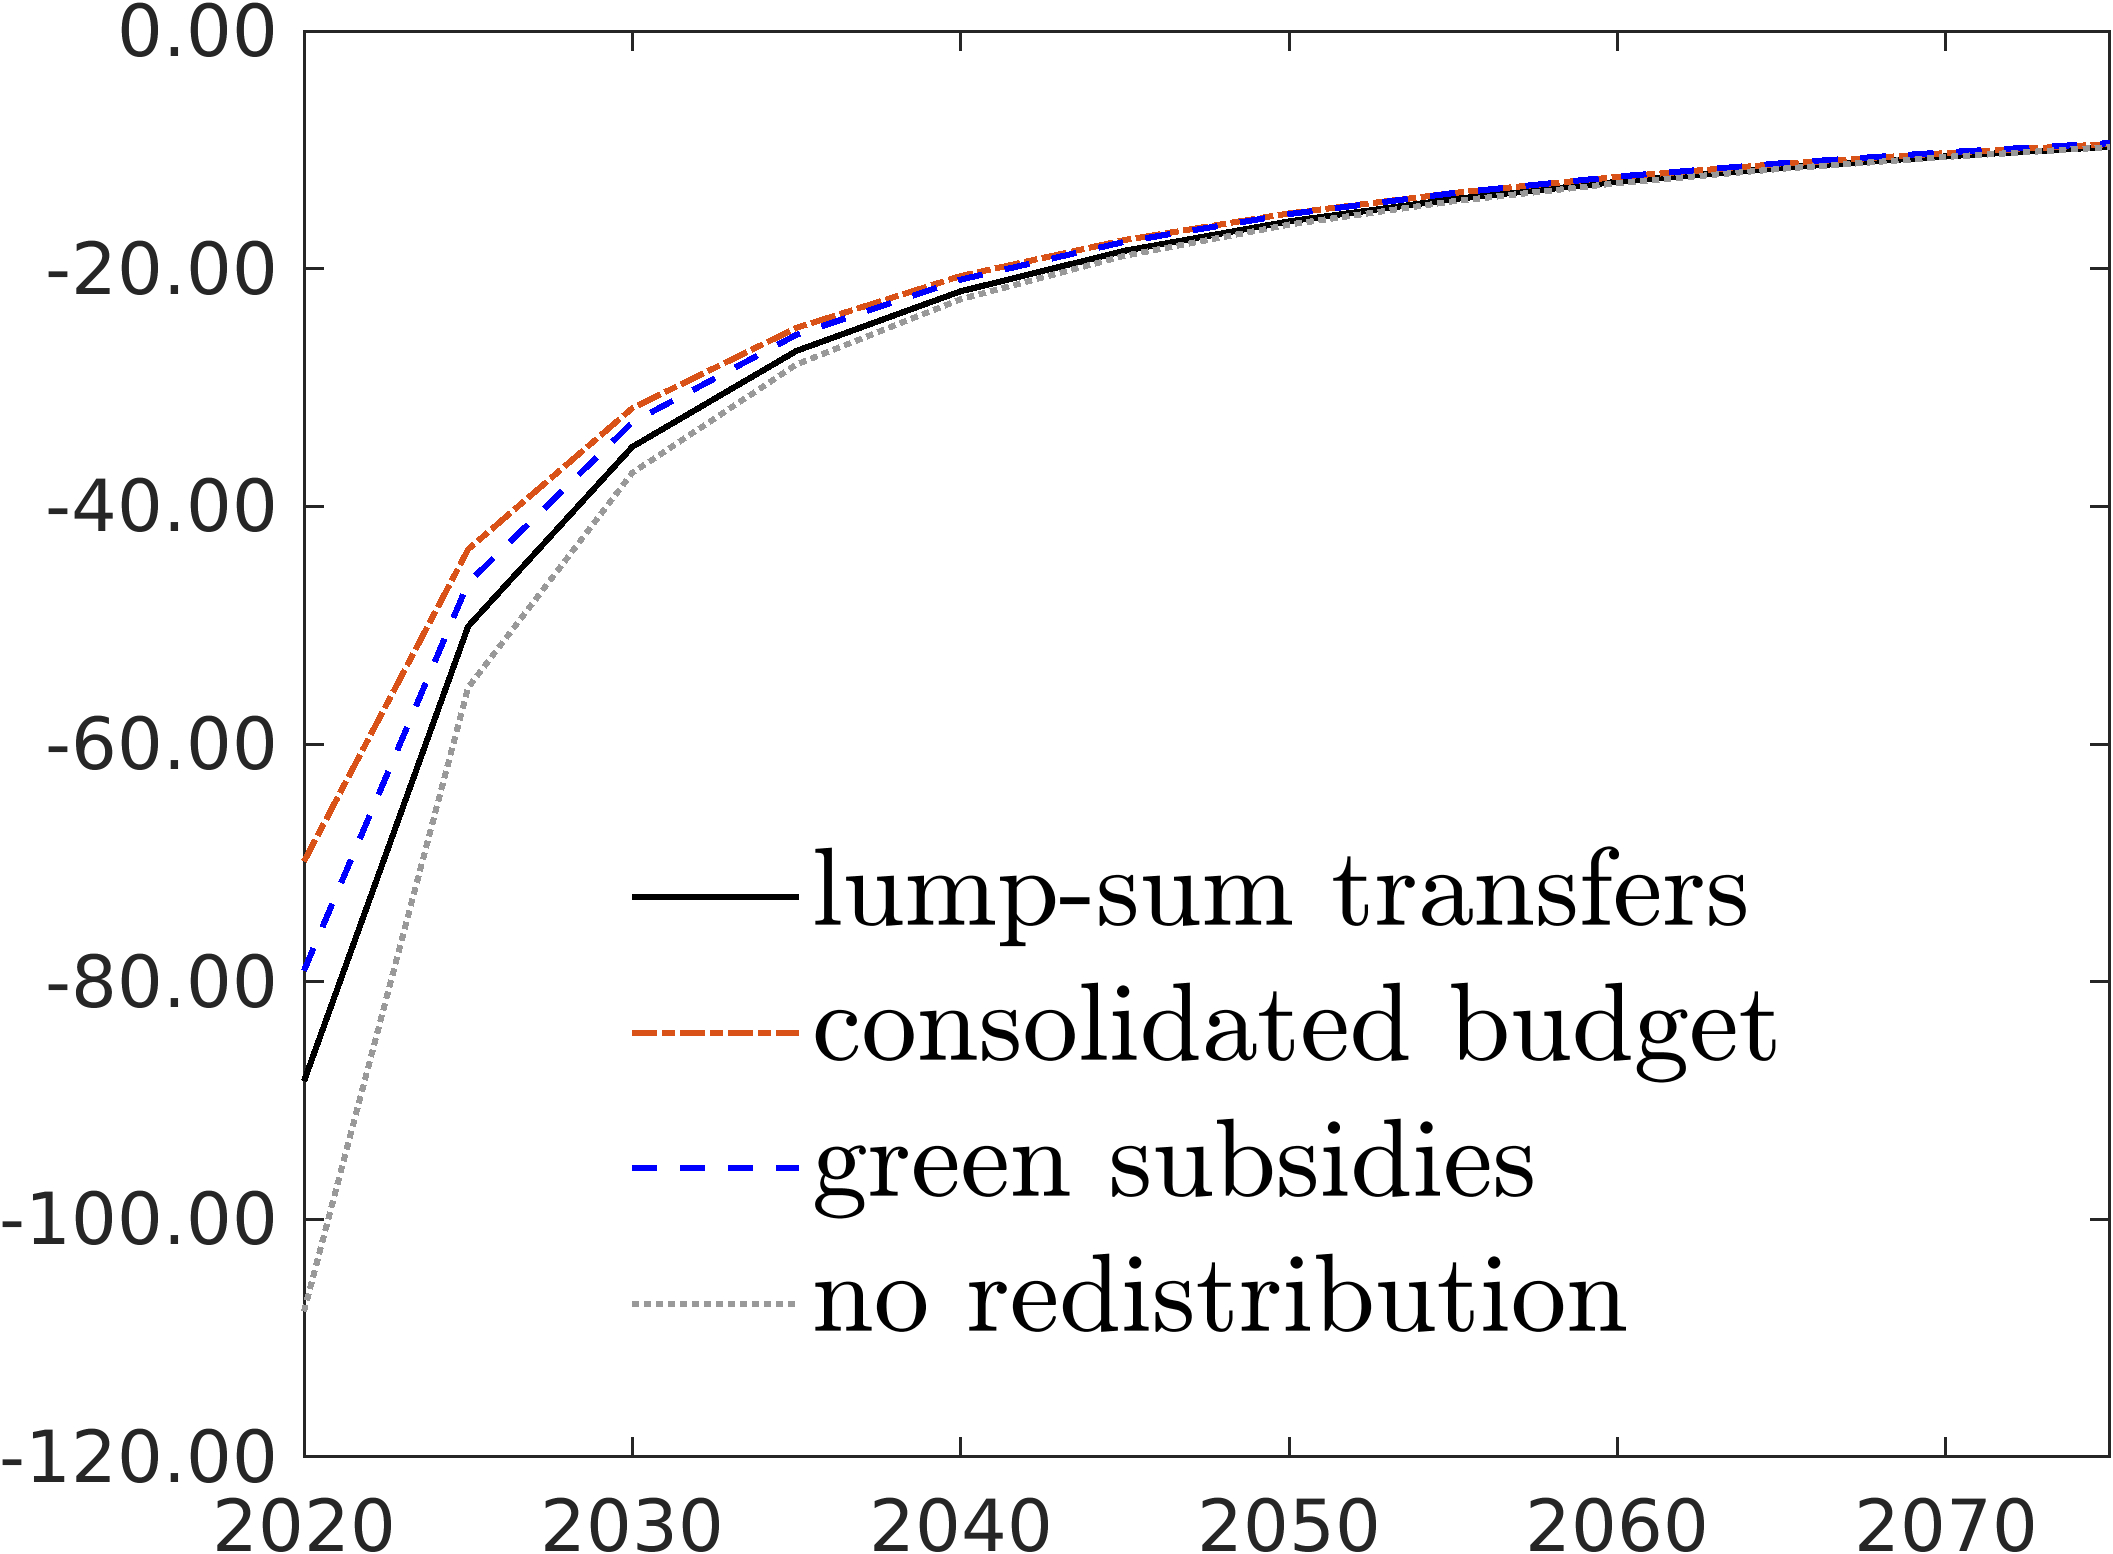 0.00
-20.00
-40.00
-60.00
-80.00
-100.00
-120.00
lump-sum transfers
consolidated budget
green subsidies
no redistribution
2020 2030 2040 2050 2060 2070